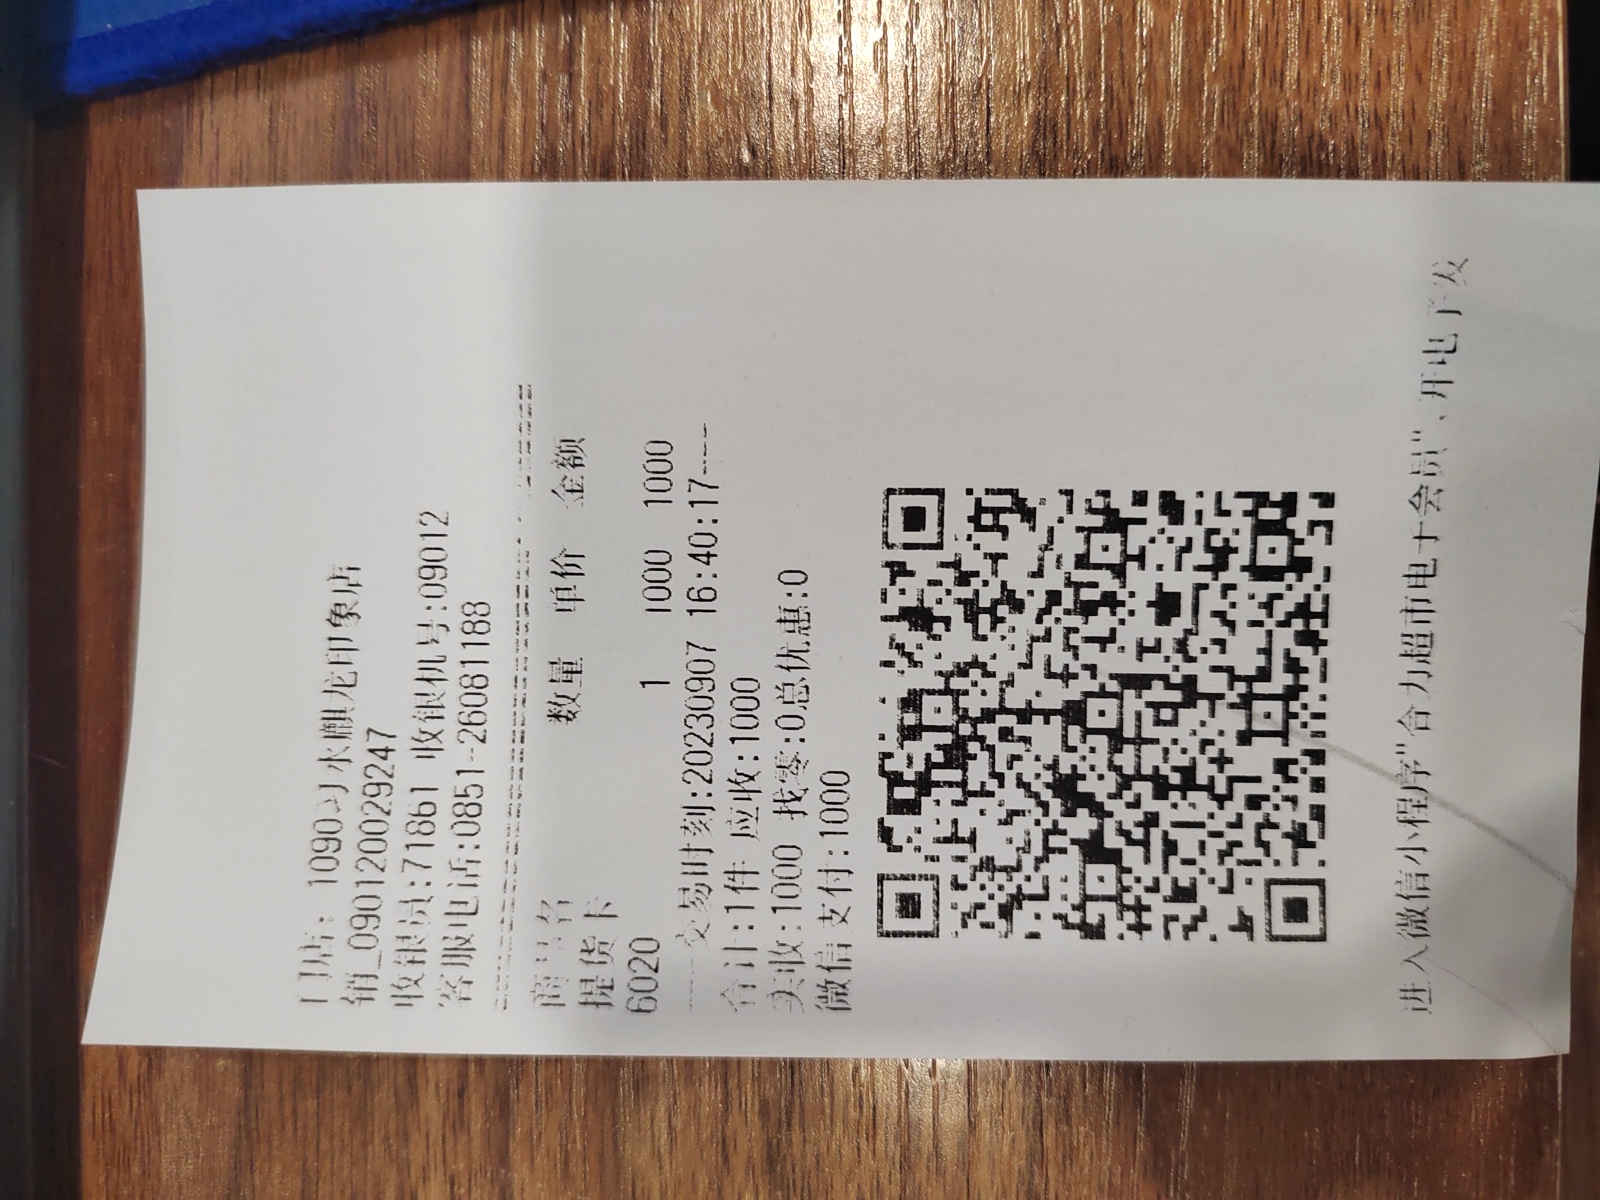 门店: 1090习水麒龙印象店
销_090120029247
收银员:71861 收银机号:09012
客服电话:0851-26081188
商品名 数量 单价 金额
提货卡
6020 1 1000 1000
---交易时刻:20230907 16:40:17---
合计:1件 应收:1000
实收:1000 找零:0总优惠:0
微信支付:1000
进入微信小程序"合力超市电子会员"、开电子发